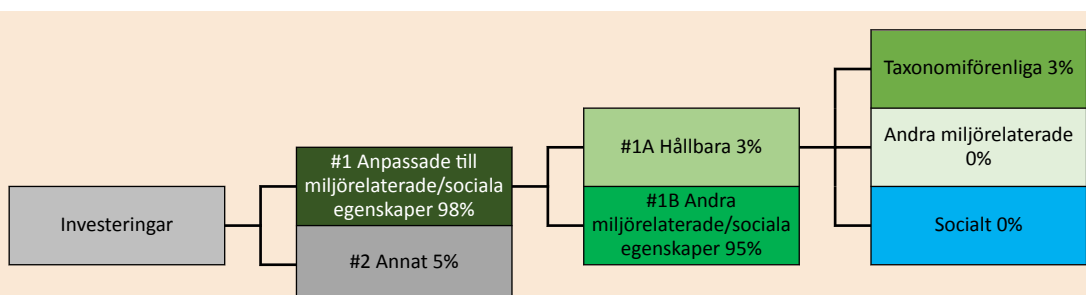 Investeringar
#1 Anpassade till
miljörelaterade/sociala
egenskaper 98%
#2 Annat 5%
#1A Hållbara 3%
#1B Andra
miljörelaterade/sociala
egenskaper 95%
Taxonomiförenliga 3%
Andra miljörelaterade
0%
Socialt 0%